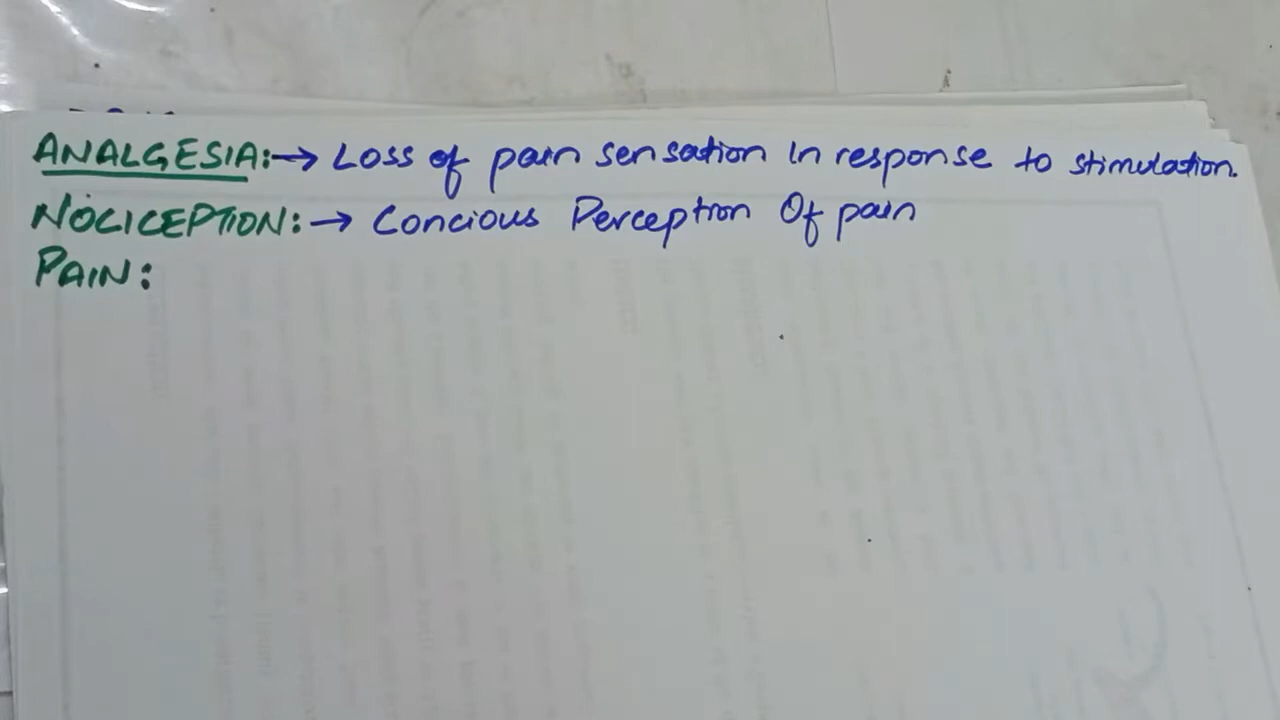 ANALGESIA:→ Loss of pain sensation in response to stimulation.
NOCICEPTION:→ Concious Perception Of pain
PAIN: